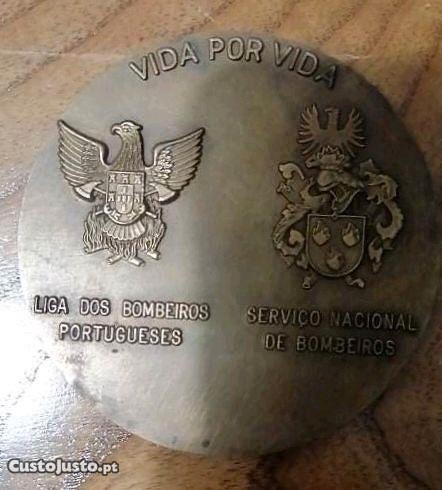 VIDA POR VIDA
LIGA DOS BOMBEIROS
PORTUGUESES
SERVIÇO NACIONAL
DE BOMBEIROS
CustoJusto.pt